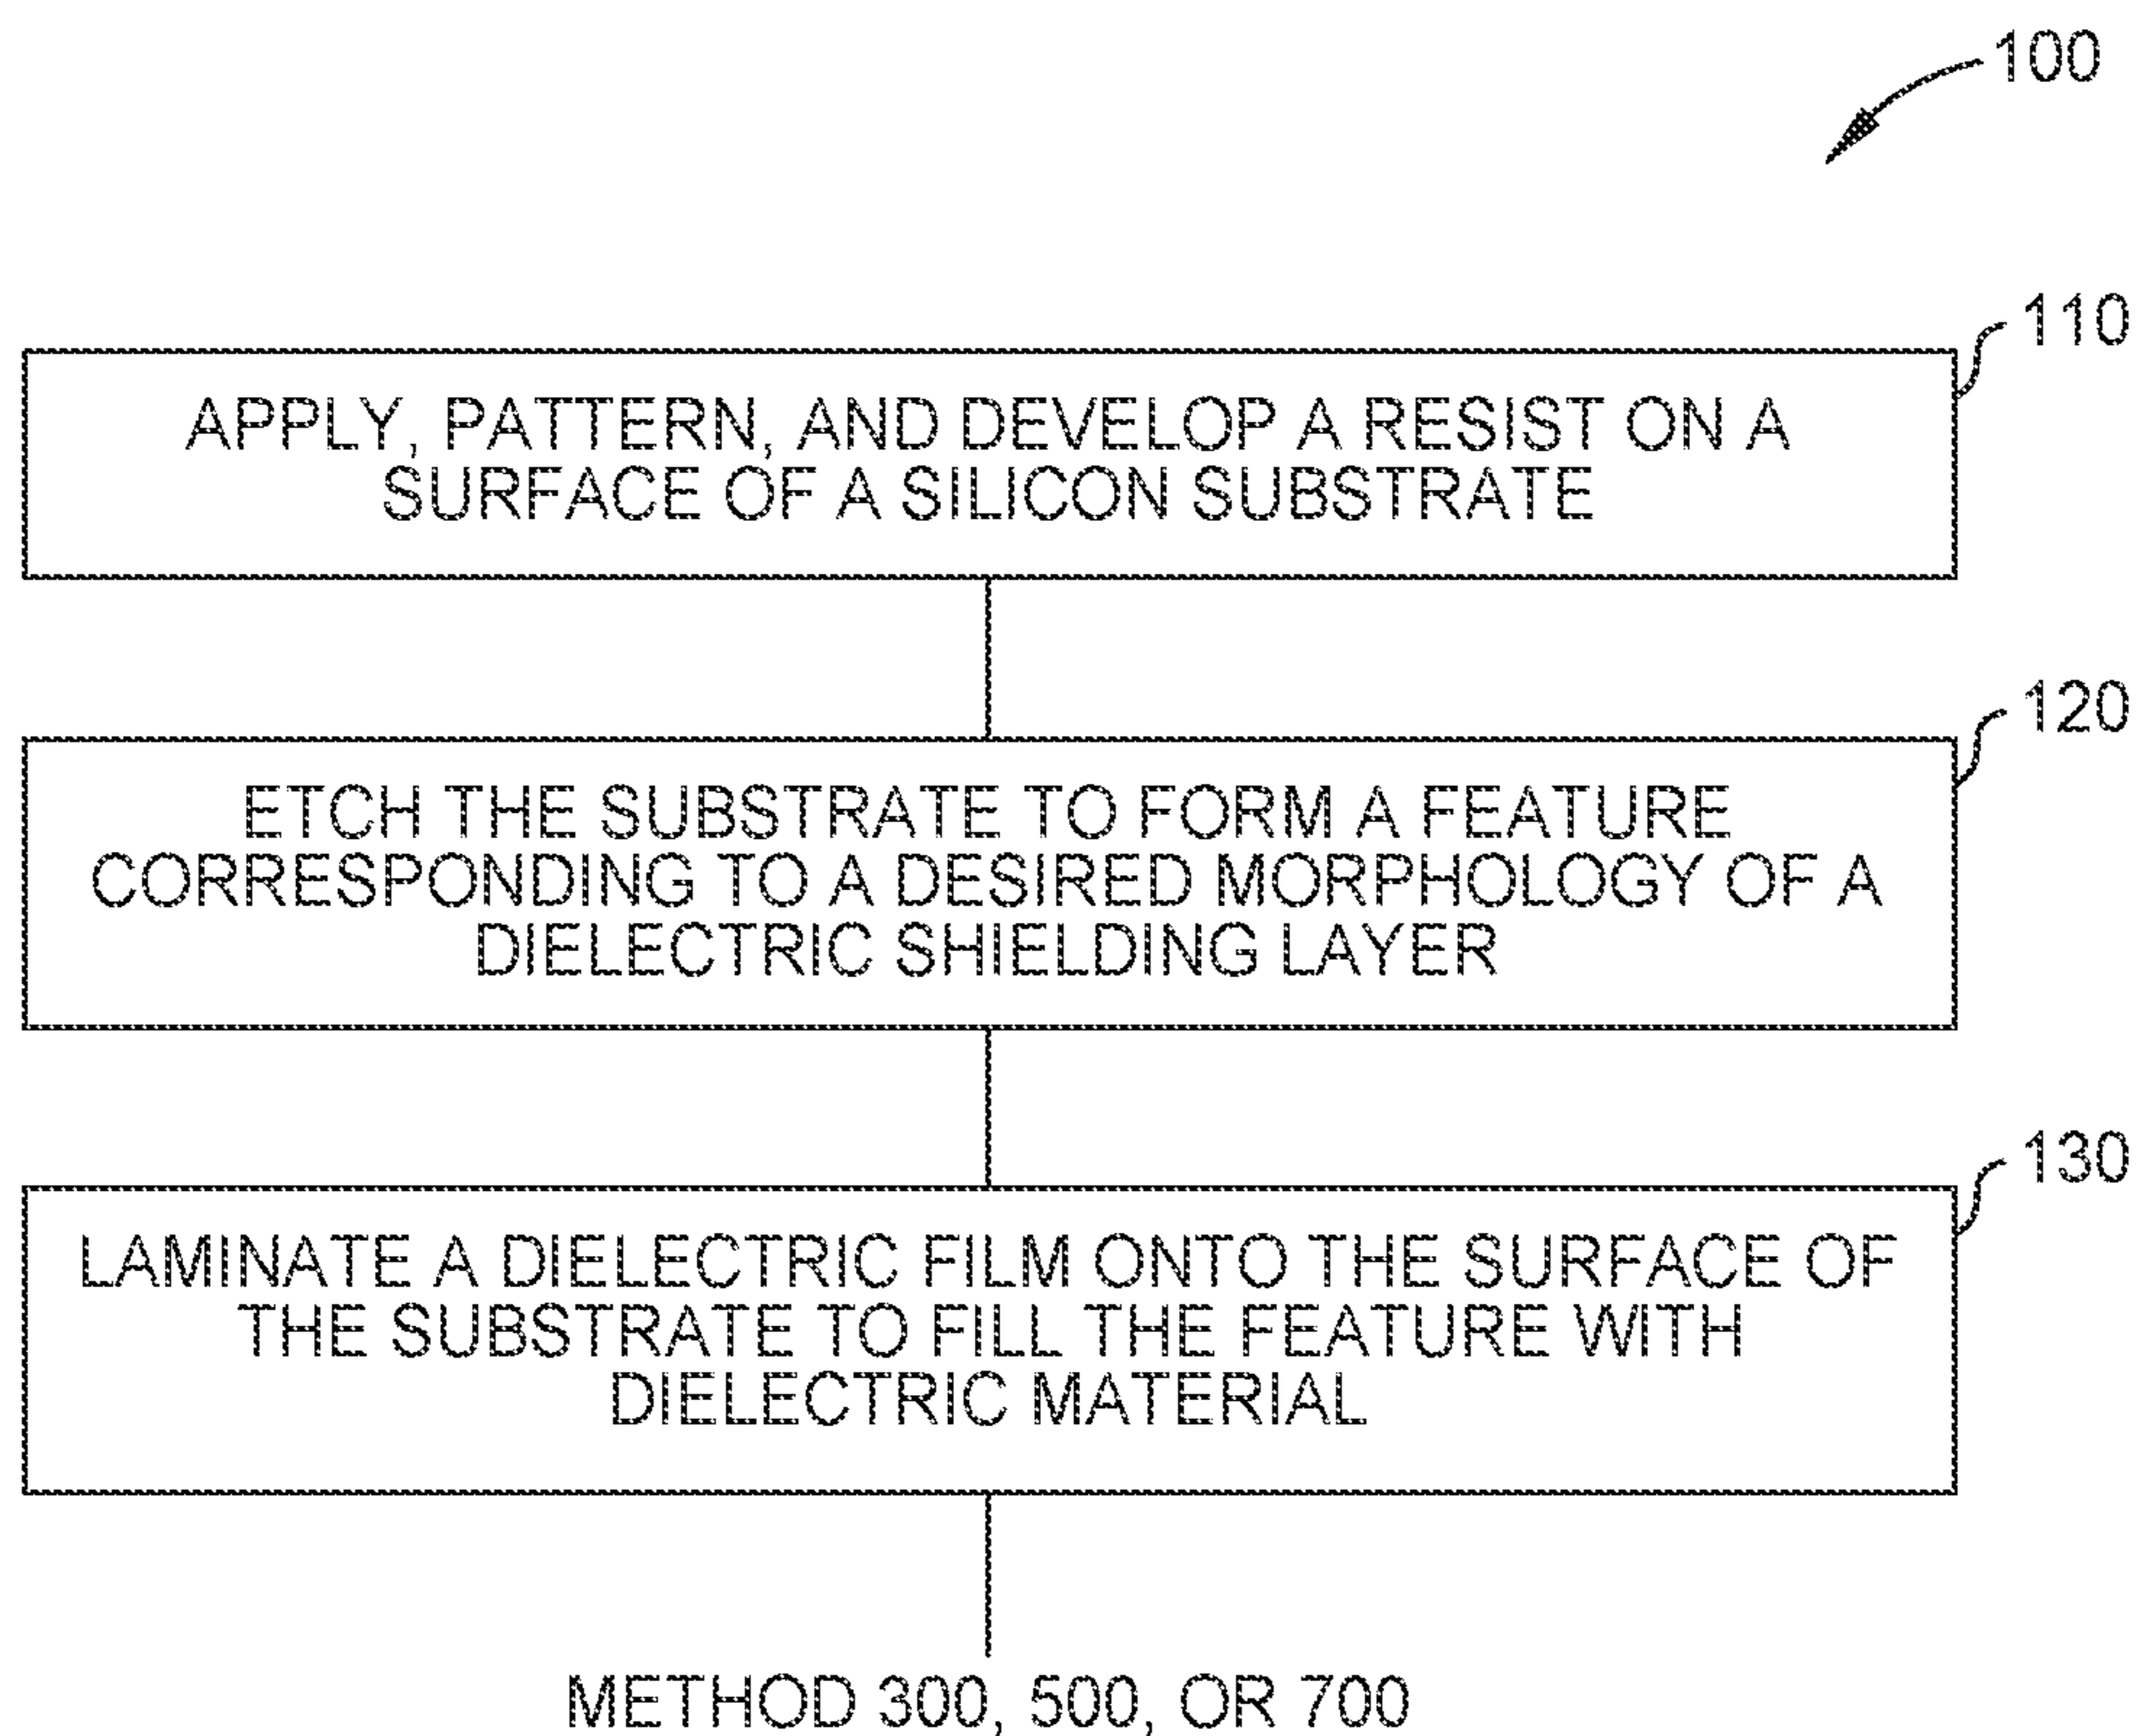 100
110
APPLY, PATTERN, AND DEVELOP A RESIST ON A
SURFACE OF A SILICON SUBSTRATE
120
ETCH THE SUBSTRATE TO FORM A FEATURE
CORRESPONDING TO A DESIRED MORPHOLOGY OF A
DIELECTRIC SHIELDING LAYER
130
LAMINATE A DIELECTRIC FILM ONTO THE SURFACE OF
THE SUBSTRATE TO FILL THE FEATURE WITH
DIELECTRIC MATERIAL
METHOD 300, 500, OR 700